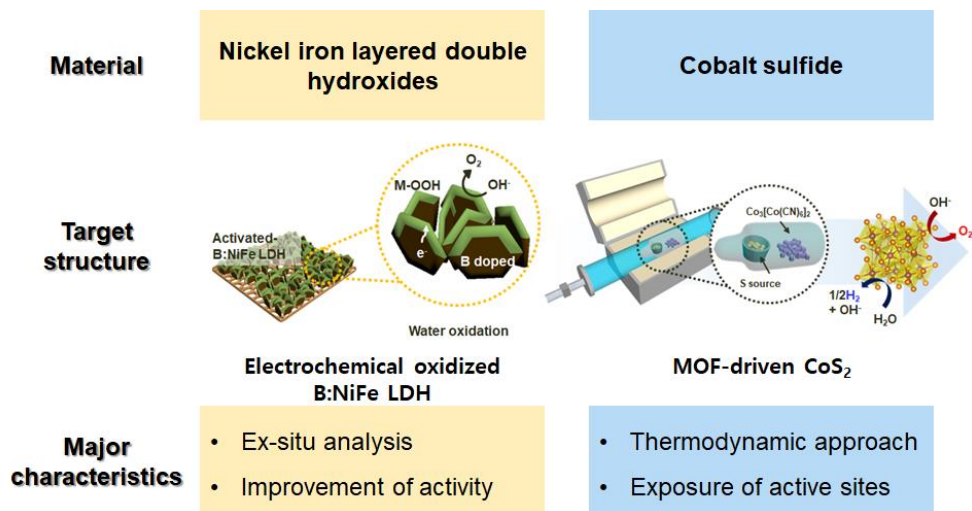 Material
Nickel iron layered double
hydroxides
Cobalt sulfide
Target
structure
Activated-
B:NiFe LDH
M-OOH
O₂
OH⁻
e⁻
B doped
Water oxidation
Electrochemical oxidized
B:NiFe LDH
Co₃[Co(CN)₆]₂
S source
OH⁻
O₂
1/2H₂
+ OH⁻
H₂O
MOF-driven CoS₂
Major
characteristics
• Ex-situ analysis
• Improvement of activity
• Thermodynamic approach
• Exposure of active sites